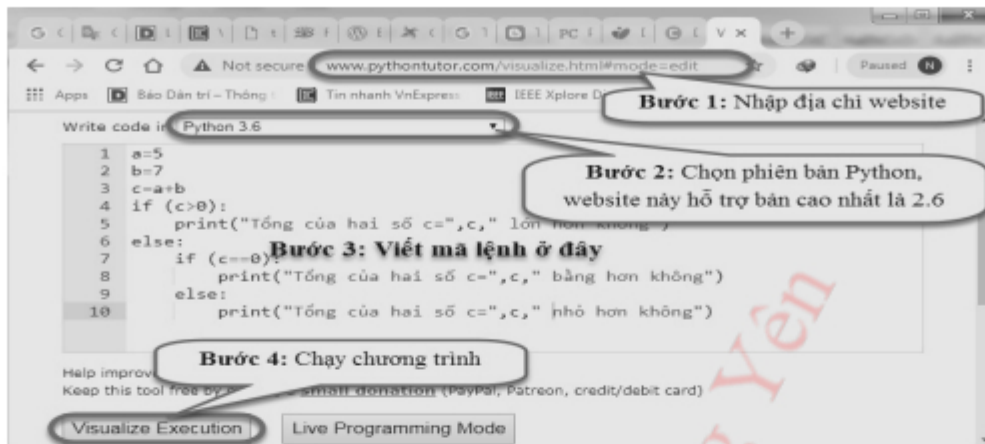 V
Not secure www.pythontutor.com/visualize.html#mode=edit Paused N
Apps Báo Dân trí - Thông Tin nhanh VnExpress IEEE Xplore
Bước 1: Nhập địa chỉ website
Write code in Python 3.6
Bước 2: Chọn phiên bản Python,
website này hỗ trợ bản cao nhất là 2.6
1 a=5
2 b=7
3 c=a+b
4 if (c>0):
5 print("Tổng của hai số c=",c," lớn hơn không")
6 else:
Bước 3: Viết mã lệnh ở đây
7 if (c==0):
8 print("Tổng của hai số c=",c," bằng hơn không")
9 else:
10 print("Tổng của hai số c=",c," nhỏ hơn không")
Yên
Bước 4: Chạy chương trình
Help
Keep this tool free by small donation (PayPal, Patreon, credit/debit card)
Visualize Execution Live Programming Mode